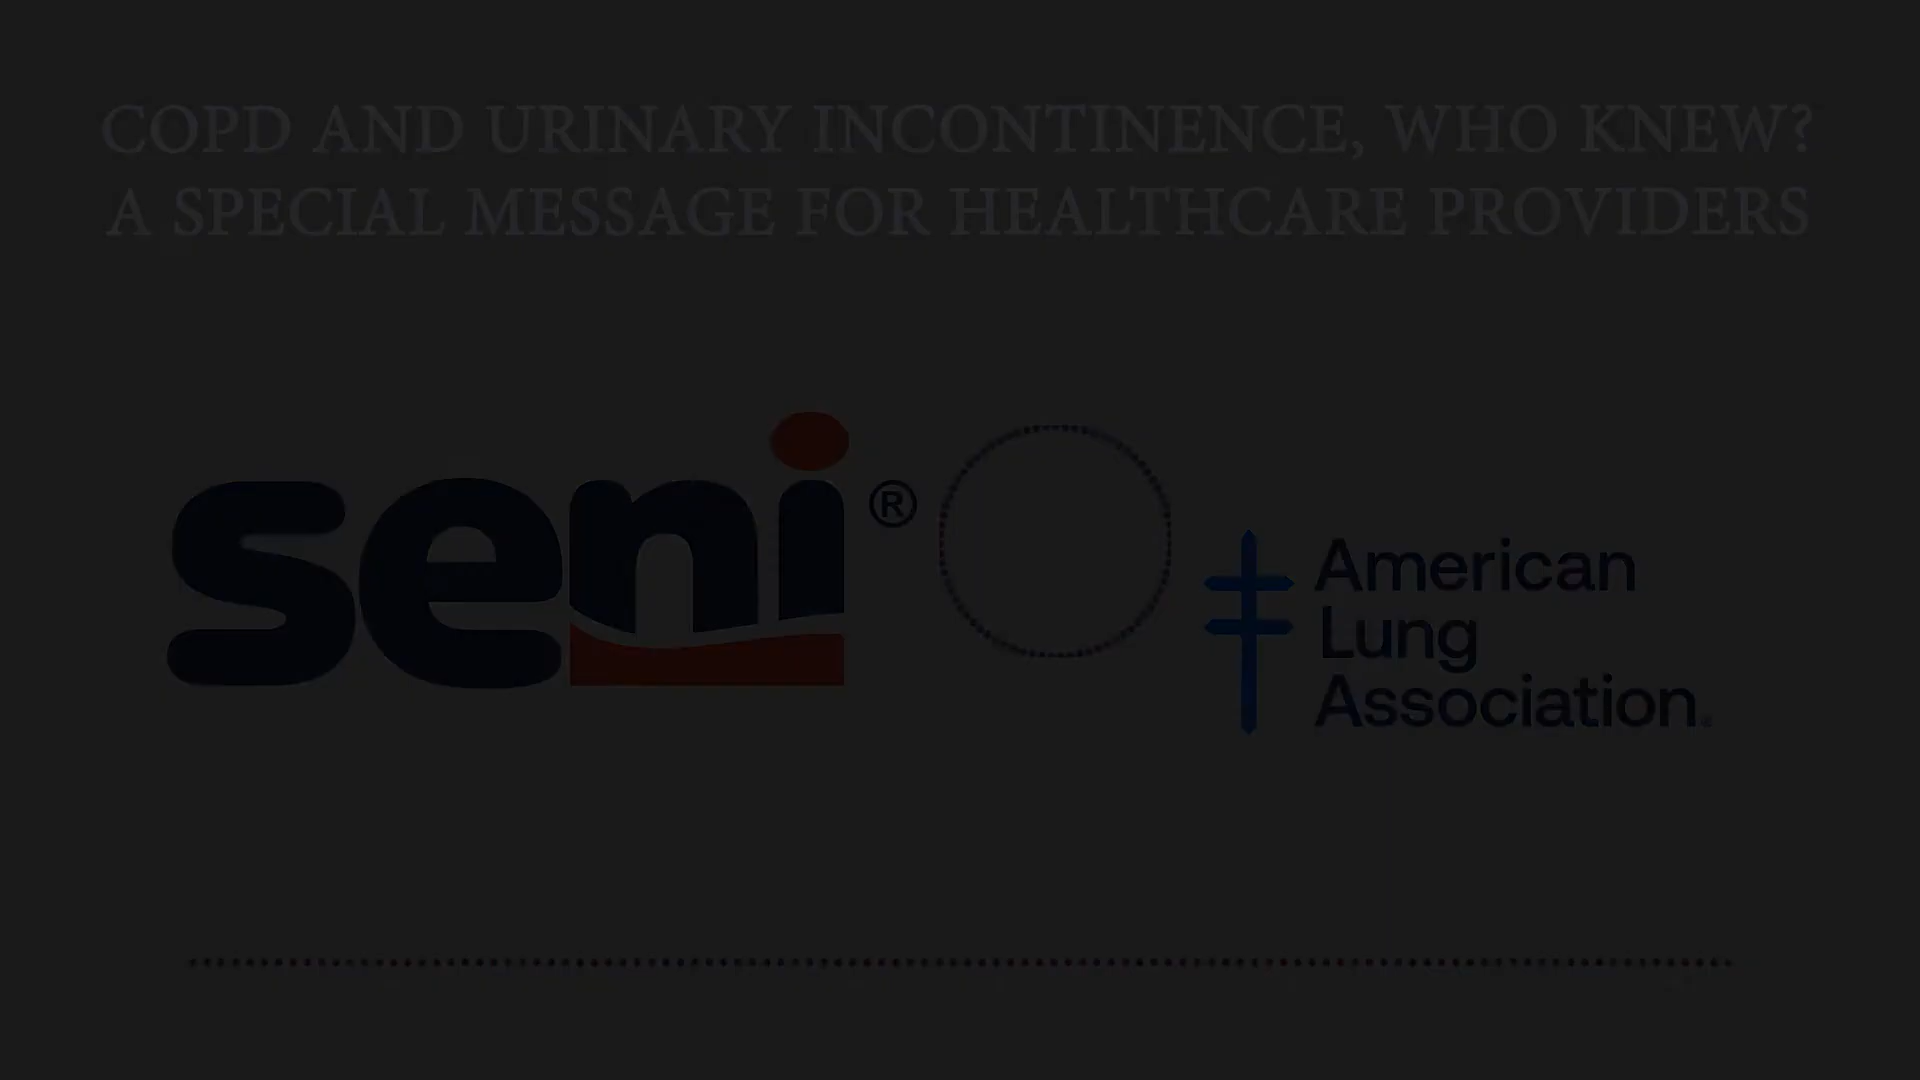 COPD AND URINARY INCONTINENCE, WHO KNEW?
A SPECIAL MESSAGE FOR HEALTHCARE PROVIDERS
seni®
American
Lung
Association®